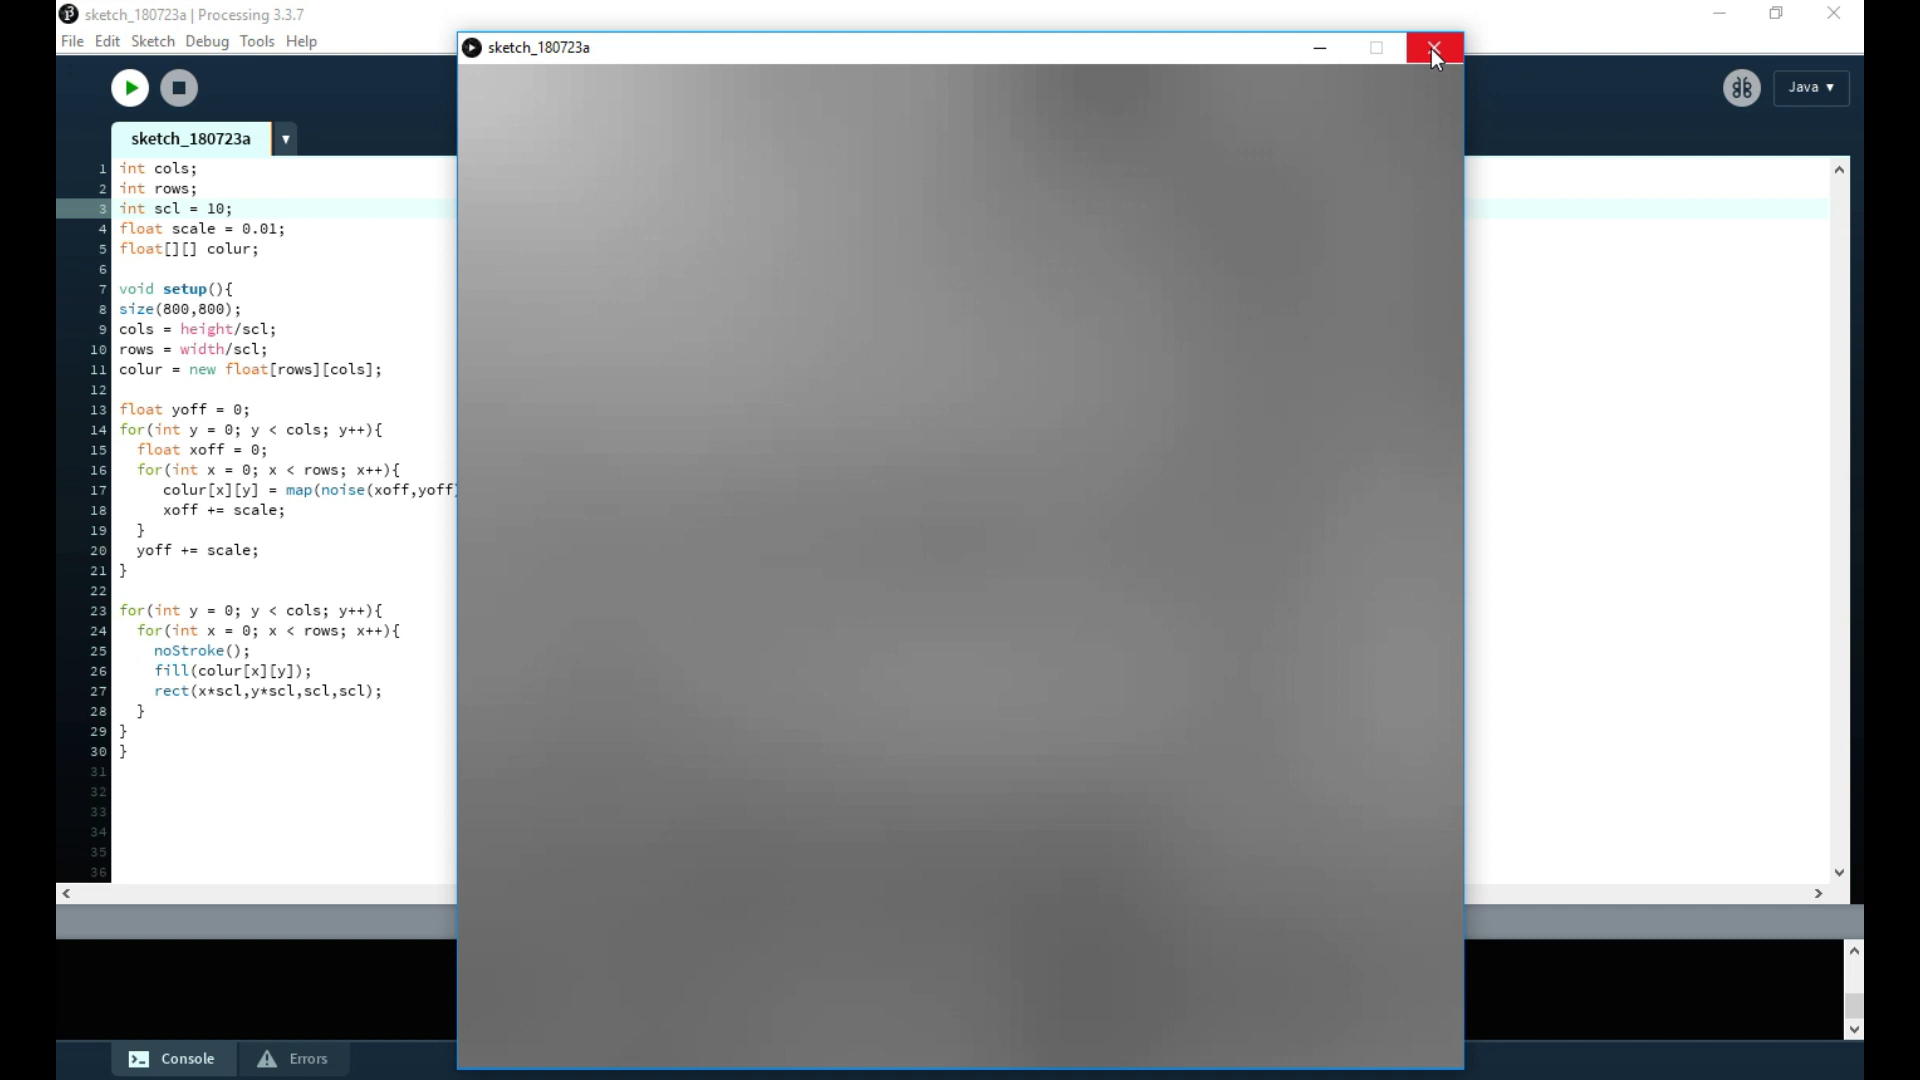 sketch_180723a | Processing 3.3.7
File Edit Sketch Debug Tools Help
sketch_180723a
Java ▾
sketch_180723a ▾
1 int cols;
2 int rows;
3 int scl = 10;
4 float scale = 0.01;
5 float[][] colur;
6
7 void setup(){
8 size(800,800);
9 cols = height/scl;
10 rows = width/scl;
11 colur = new float[rows][cols];
12
13 float yoff = 0;
14 for(int y = 0; y < cols; y++){
15 float xoff = 0;
16 for(int x = 0; x < rows; x++){
17 colur[x][y] = map(noise(xoff,yoff)
18 xoff += scale;
19 }
20 yoff += scale;
21 }
22
23 for(int y = 0; y < cols; y++){
24 for(int x = 0; x < rows; x++){
25 noStroke();
26 fill(colur[x][y]);
27 rect(x*scl,y*scl,scl,scl);
28 }
29 }
30 }
31
32
33
34
35
36
Console Errors